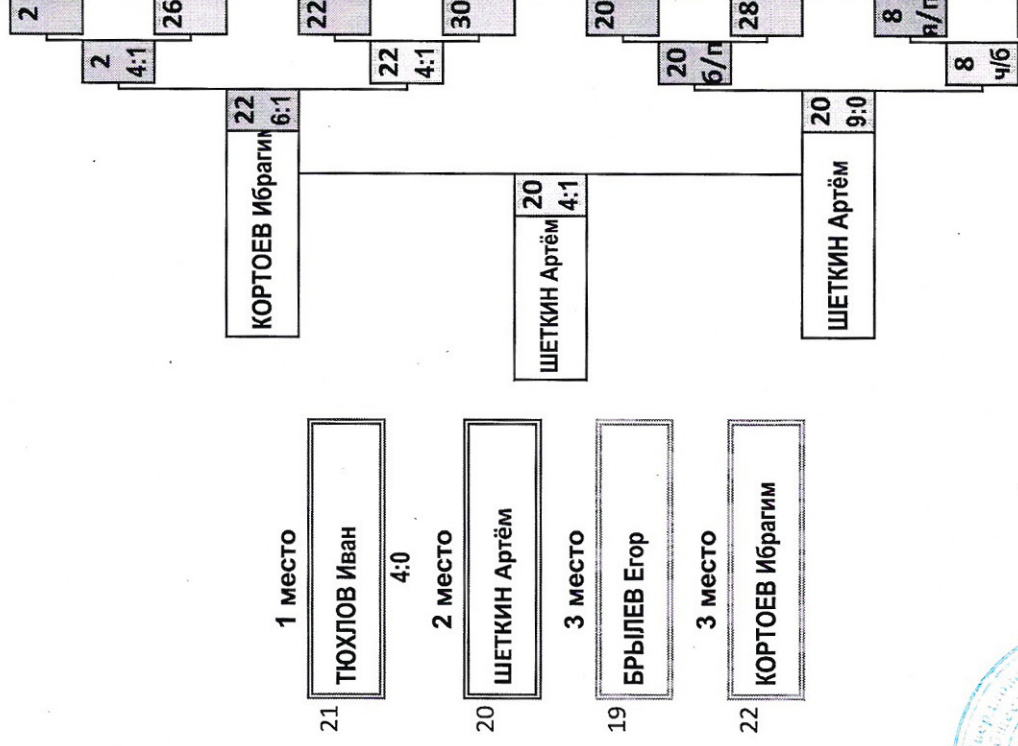 1 место
21
ТЮХЛОВ Иван
4:0
2 место
20
ШЕТКИН Артём
3 место
19
БРЫЛЕВ Егор
3 место
22
КОРТОЕВ Ибрагим
КОРТОЕВ Ибрагим
22
6:1
2
4:1
2
26
22
4:1
22
30
ШЕТКИН Артём
20
4:1
ШЕТКИН Артём
20
9:0
20
б/п
20
28
8
ч/б
8
я/п